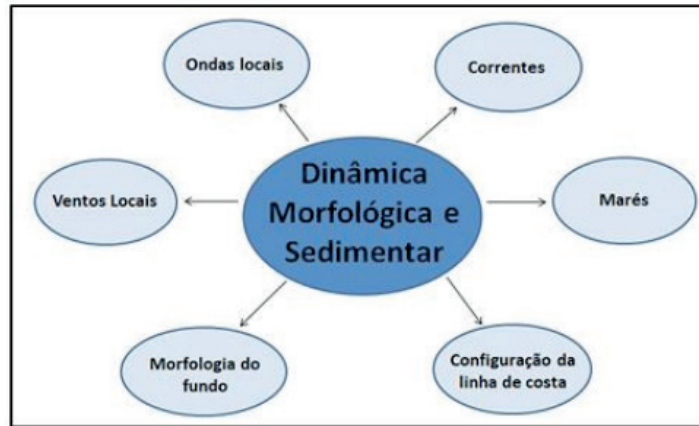 Ondas locais
Correntes
Dinâmica
Morfológica e
Sedimentar
Ventos Locais
Marés
Morfologia do
fundo
Configuração da
linha de costa